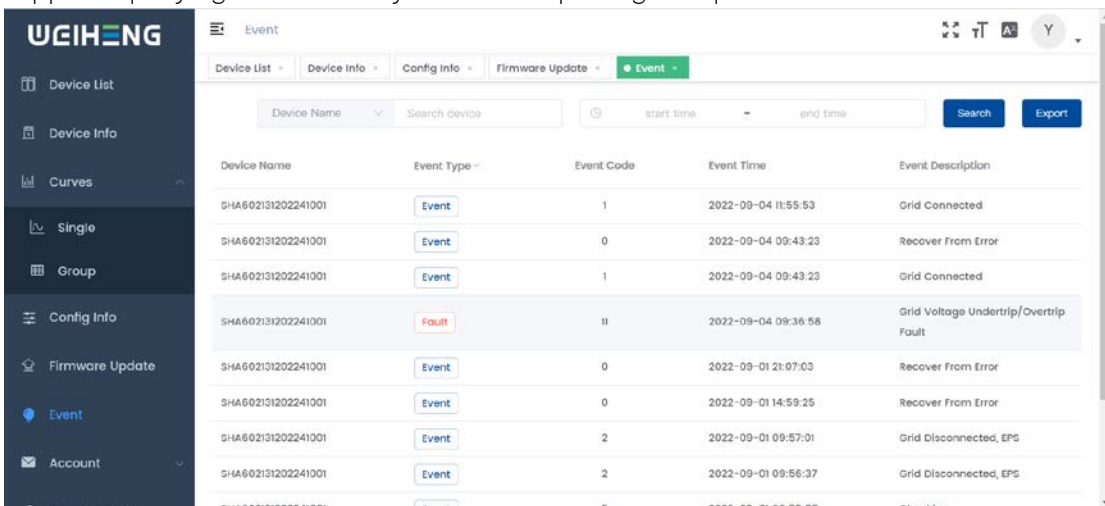 WEIHENG
Event
Y
Device List
Device Info
Config Info
Firmware Update
Event
Device List
Device Info
Curves
Single
Group
Config Info
Firmware Update
Event
Account
Device Name
Search device
start time
-
end time
Search
Export
Device Name Event Type Event Code Event Time Event Description
SHA602131202241001 Event 1 2022-09-04 11:55:53 Grid Connected
SHA602131202241001 Event 0 2022-09-04 09:43:23 Recover From Error
SHA602131202241001 Event 1 2022-09-04 09:43:23 Grid Connected
SHA602131202241001 Fault 11 2022-09-04 09:36:58 Grid Voltage Undertrip/Overtrip
Fault
SHA602131202241001 Event 0 2022-09-01 21:07:03 Recover From Error
SHA602131202241001 Event 0 2022-09-01 14:59:25 Recover From Error
SHA602131202241001 Event 2 2022-09-01 09:57:01 Grid Disconnected, EPS
SHA602131202241001 Event 2 2022-09-01 09:56:37 Grid Disconnected, EPS